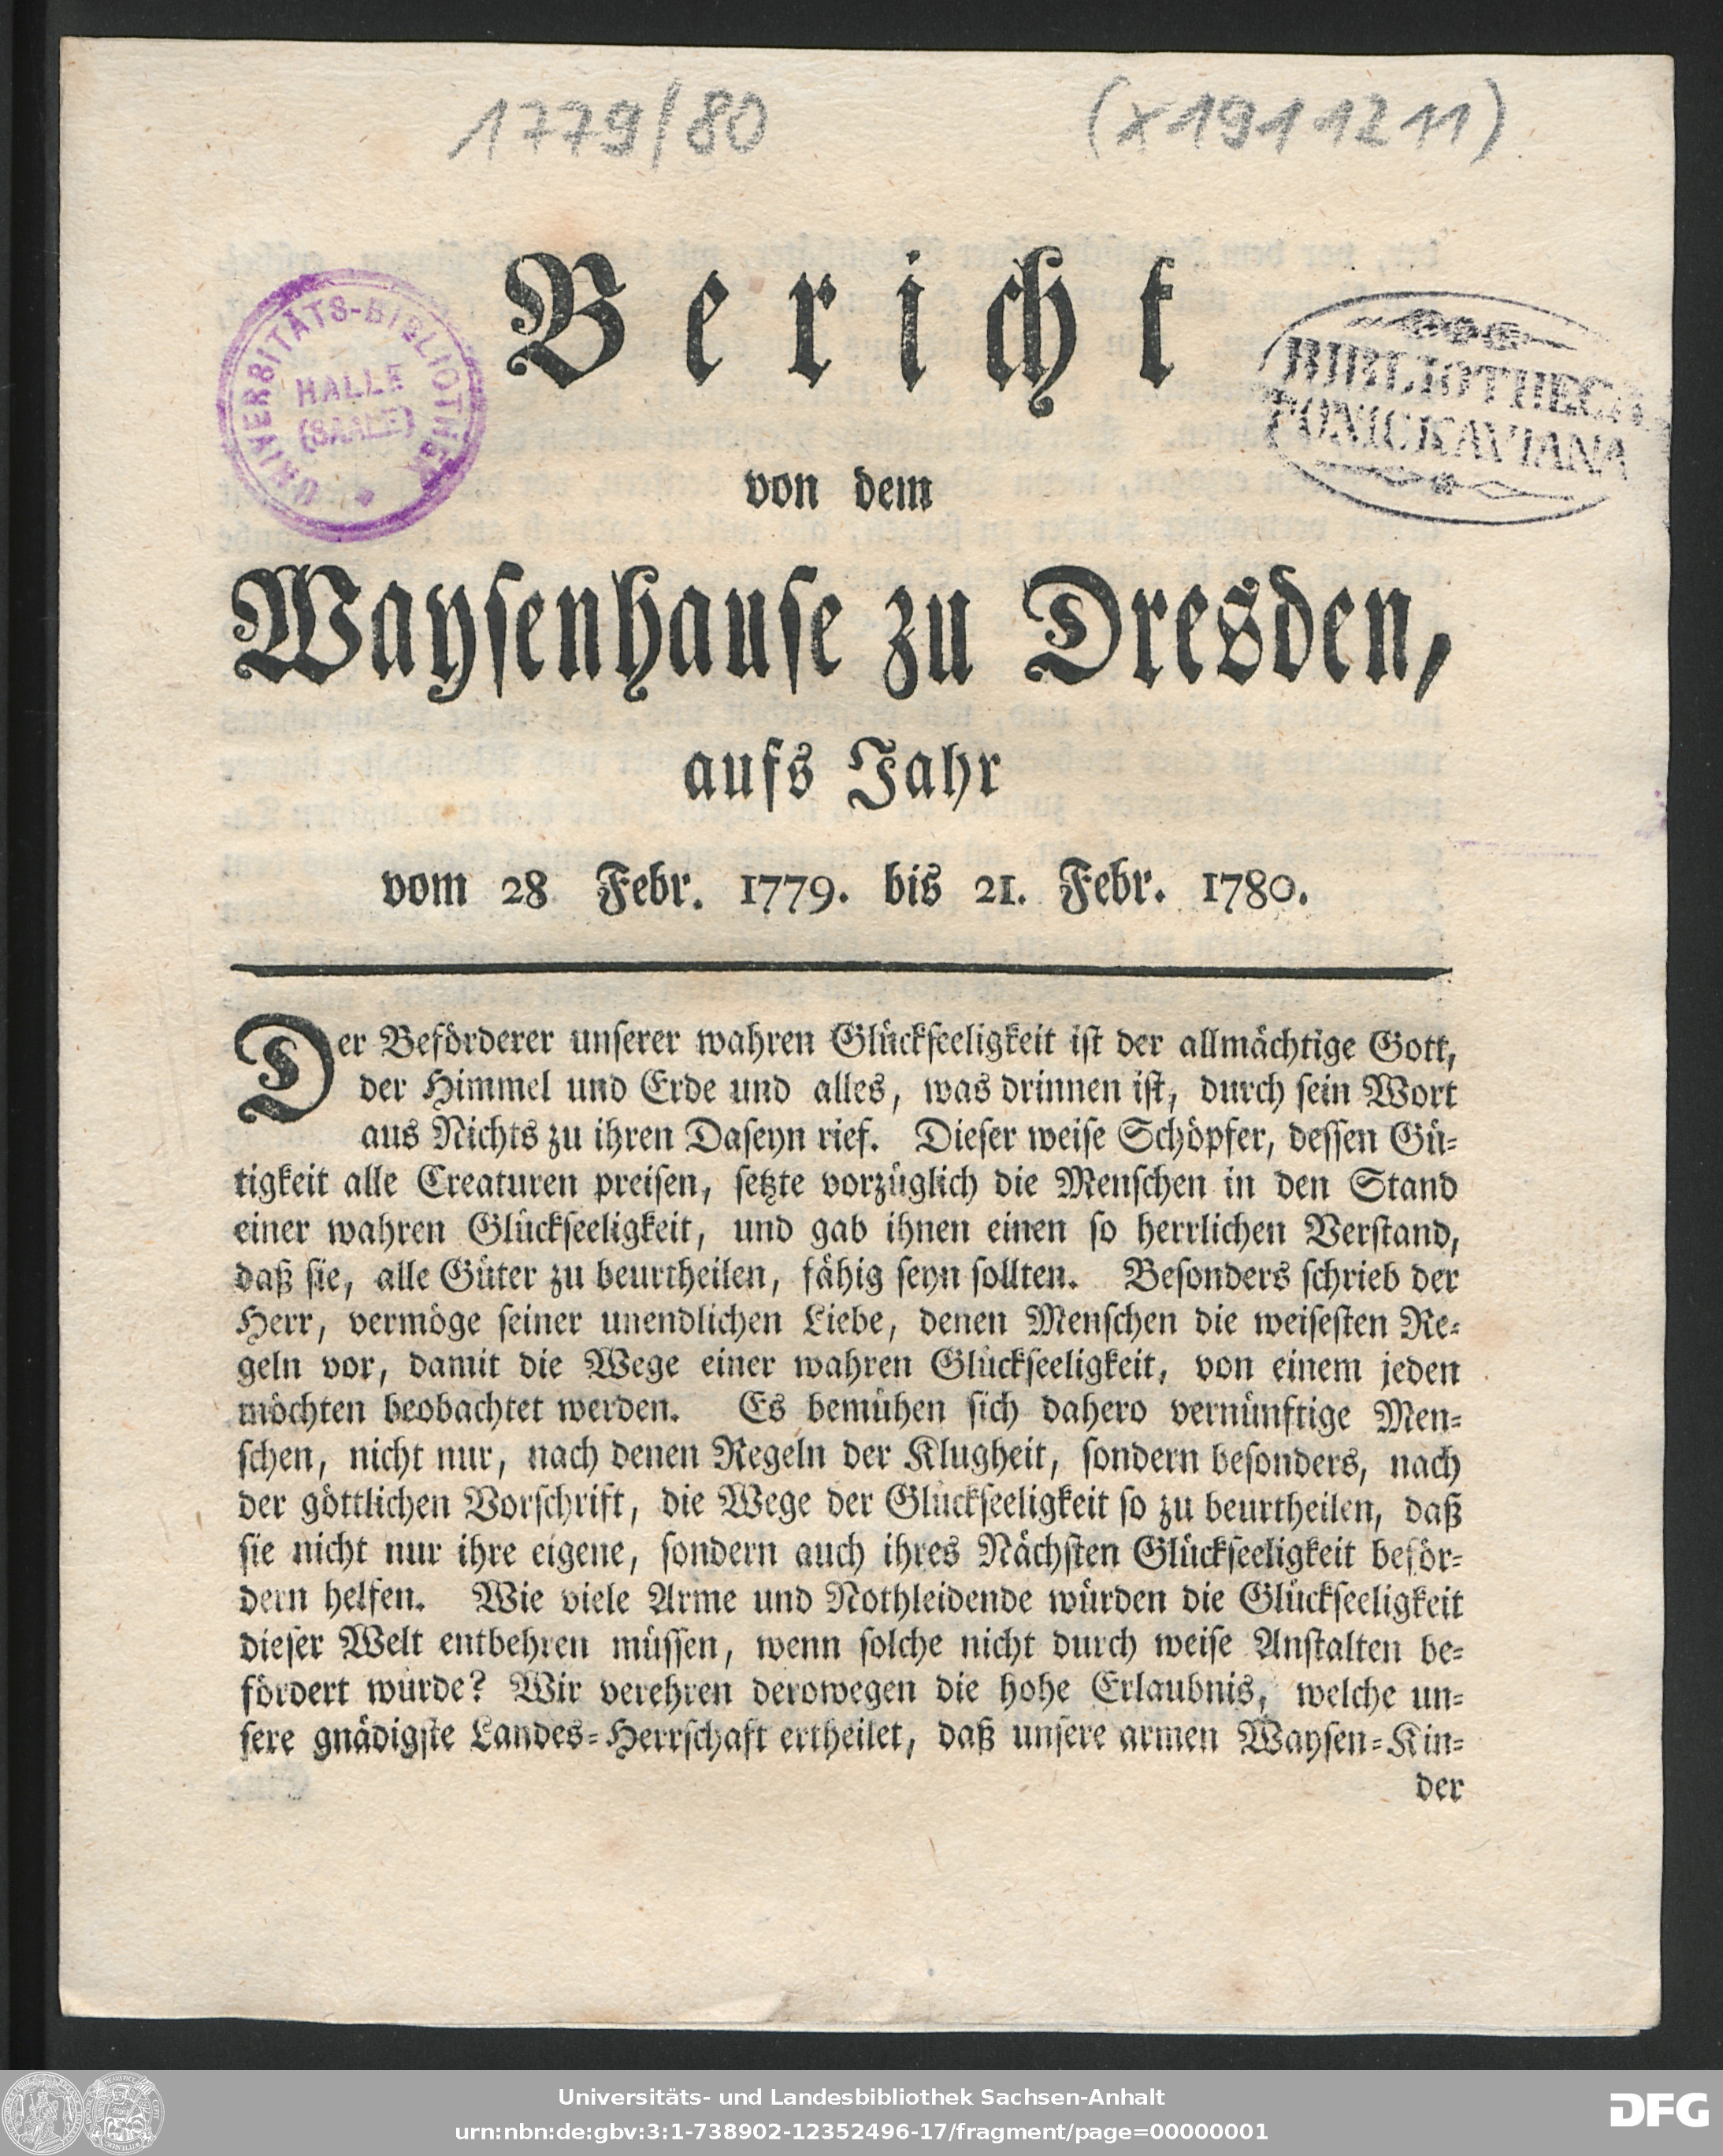 1779/80
(x1911211)
UNIVERSITÄTS-BIBLIOTHEK
HALLE
(SAALE)
BIBLIOTHECA
PONICKAVIANA
Bericht
von dem
Waysenhause zu Dresden,
aufs Jahr
vom 28 Febr. 1779. bis 21. Febr. 1780.
Der Beförderer unserer wahren Glückseeligkeit ist der allmächtige Gott,
der Himmel und Erde und alles, was drinnen ist, durch sein Wort
aus Nichts zu ihren Daseyn rief. Dieser weise Schöpfer, dessen Gü-
tigkeit alle Creaturen preisen, setzte vorzüglich die Menschen in den Stand
einer wahren Glückseeligkeit, und gab ihnen einen so herrlichen Verstand,
daß sie, alle Güter zu beurtheilen, fähig seyn sollten. Besonders schrieb der
Herr, vermöge seiner unendlichen Liebe, denen Menschen die weisesten Re-
geln vor, damit die Wege einer wahren Glückseeligkeit, von einem jeden
möchten beobachtet werden. Es bemühen sich dahero vernünftige Men-
schen, nicht nur, nach denen Regeln der Klugheit, sondern besonders, nach
der göttlichen Vorschrift, die Wege der Glückseeligkeit so zu beurtheilen, daß
sie nicht nur ihre eigene, sondern auch ihres Nächsten Glückseeligkeit beför-
dern helfen. Wie viele Arme und Nothleidende würden die Glückseeligkeit
dieser Welt entbehren müssen, wenn solche nicht durch weise Anstalten be-
fördert würde? Wir verehren derowegen die hohe Erlaubnis, welche un-
sere gnädigste Landes-Herrschaft ertheilet, daß unsere armen Waysen-Kin-
der
Universitäts- und Landesbibliothek Sachsen-Anhalt
urn:nbn:de:gbv:3:1-738902-12352496-17/fragment/page=00000001
DFG